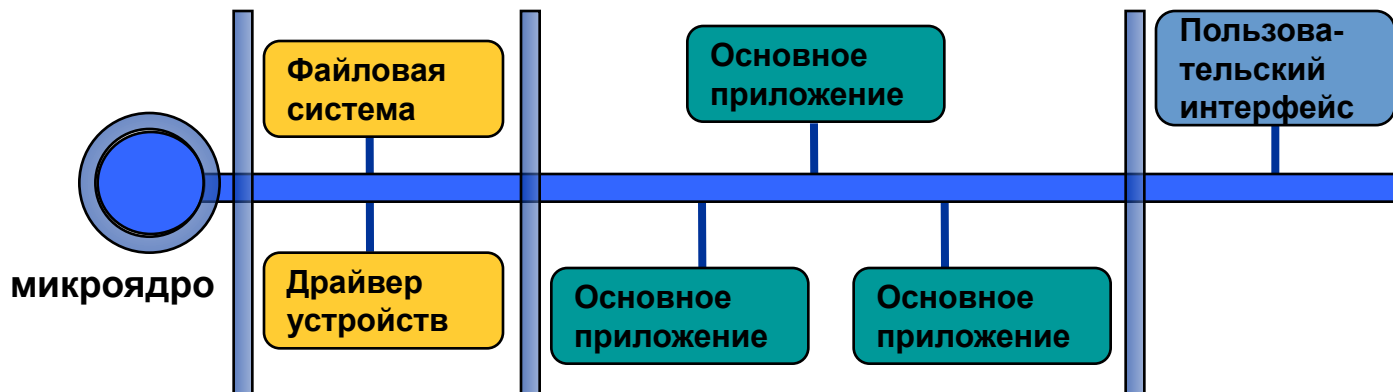 Файловая
система
Основное
приложение
Пользова-
тельский
интерфейс
микроядро
Драйвер
устройств
Основное
приложение
Основное
приложение